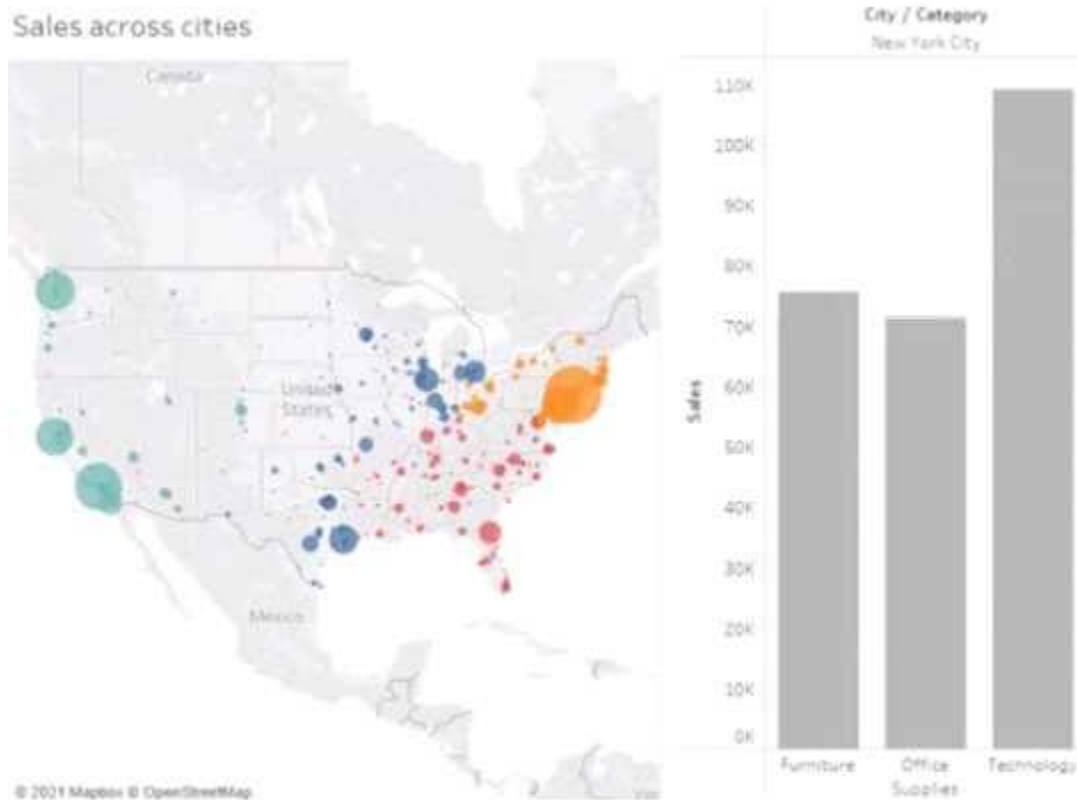 Sales across cities
Canada
United
States
Mexico
© 2021 Mapbox © OpenStreetMap
City / Category
New York City
Sales
110K
100K
90K
80K
70K
60K
50K
40K
30K
20K
10K
0K
Furniture
Office
Supplies
Technology